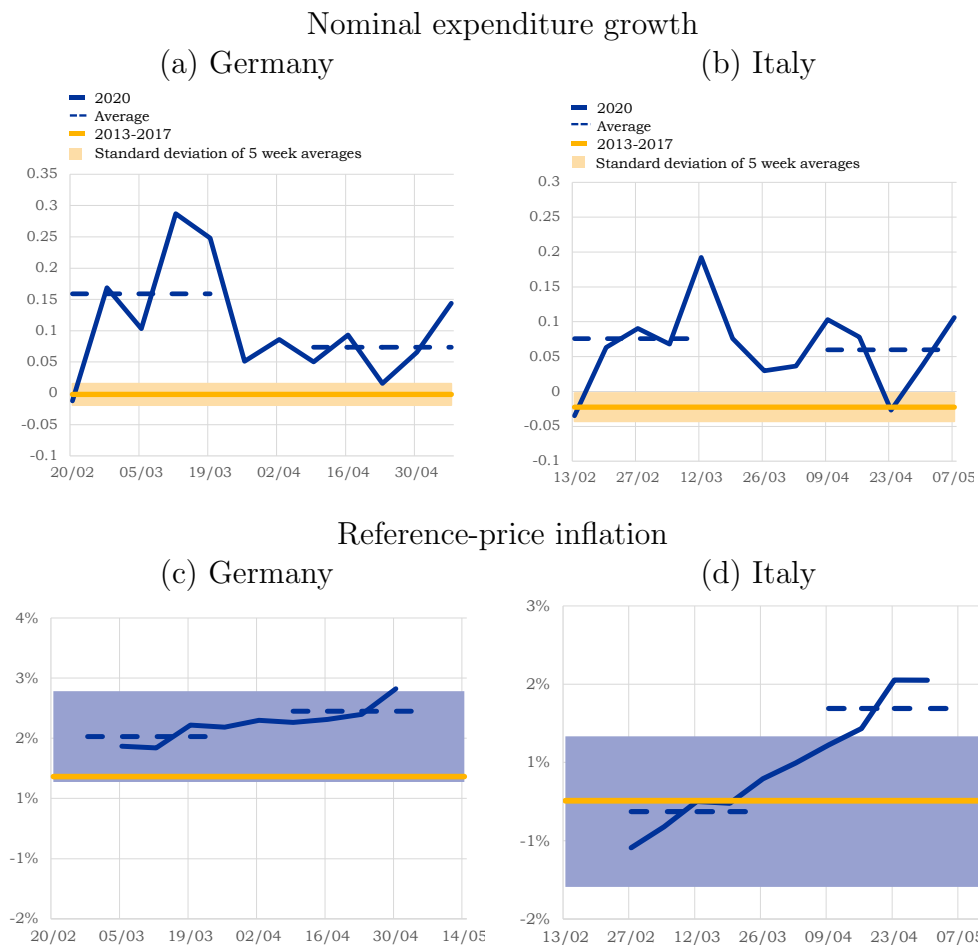 Nominal expenditure growth
(a) Germany
2020
Average
2013-2017
Standard deviation of 5 week averages
0.35
0.3
0.25
0.2
0.15
0.1
0.05
0
-0.05
-0.1
20/02 05/03 19/03 02/04 16/04 30/04
(b) Italy
2020
Average
2013-2017
Standard deviation of 5 week averages
0.3
0.25
0.2
0.15
0.1
0.05
0
-0.05
-0.1
13/02 27/02 12/03 26/03 09/04 23/04 07/05
Reference-price inflation
(c) Germany
4%
3%
2%
1%
-1%
-2%
20/02 05/03 19/03 02/04 16/04 30/04 14/05
(d) Italy
3%
2%
1%
-1%
-2%
13/02 27/02 12/03 26/03 09/04 23/04 07/05